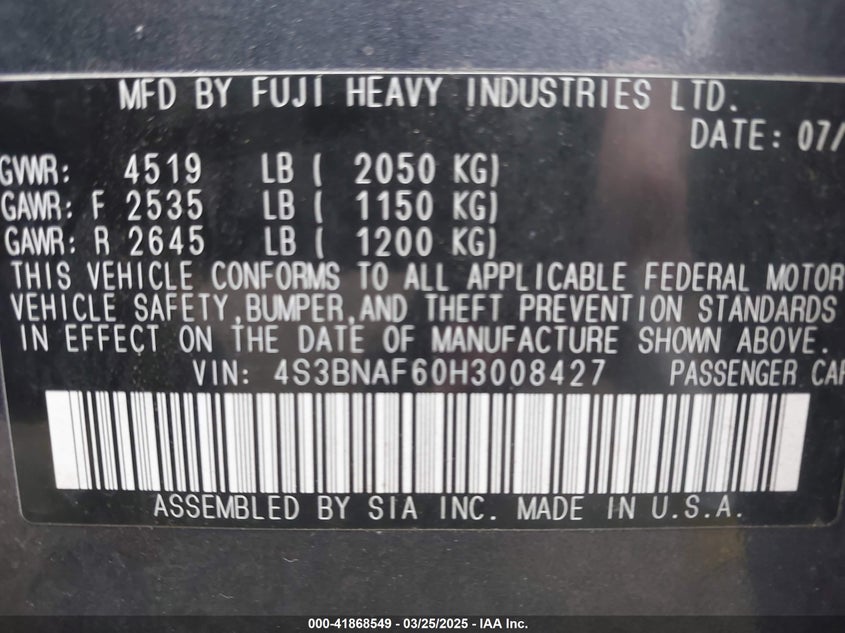 MFD BY FUJI HEAVY INDUSTRIES LTD.
DATE: 07/
GVWR: 4519 LB ( 2050 KG)
GAWR: F 2535 LB ( 1150 KG)
GAWR: R 2645 LB ( 1200 KG)
THIS VEHICLE CONFORMS TO ALL APPLICABLE FEDERAL MOTOR
VEHICLE SAFETY,BUMPER,AND THEFT PREVENTION STANDARDS
IN EFFECT ON THE DATE OF MANUFACTURE SHOWN ABOVE.
VIN: 4S3BNAF60H3008427 PASSENGER CAR
ASSEMBLED BY SIA INC. MADE IN U.S.A.
000-41868549 - 03/25/2025 - IAA Inc.